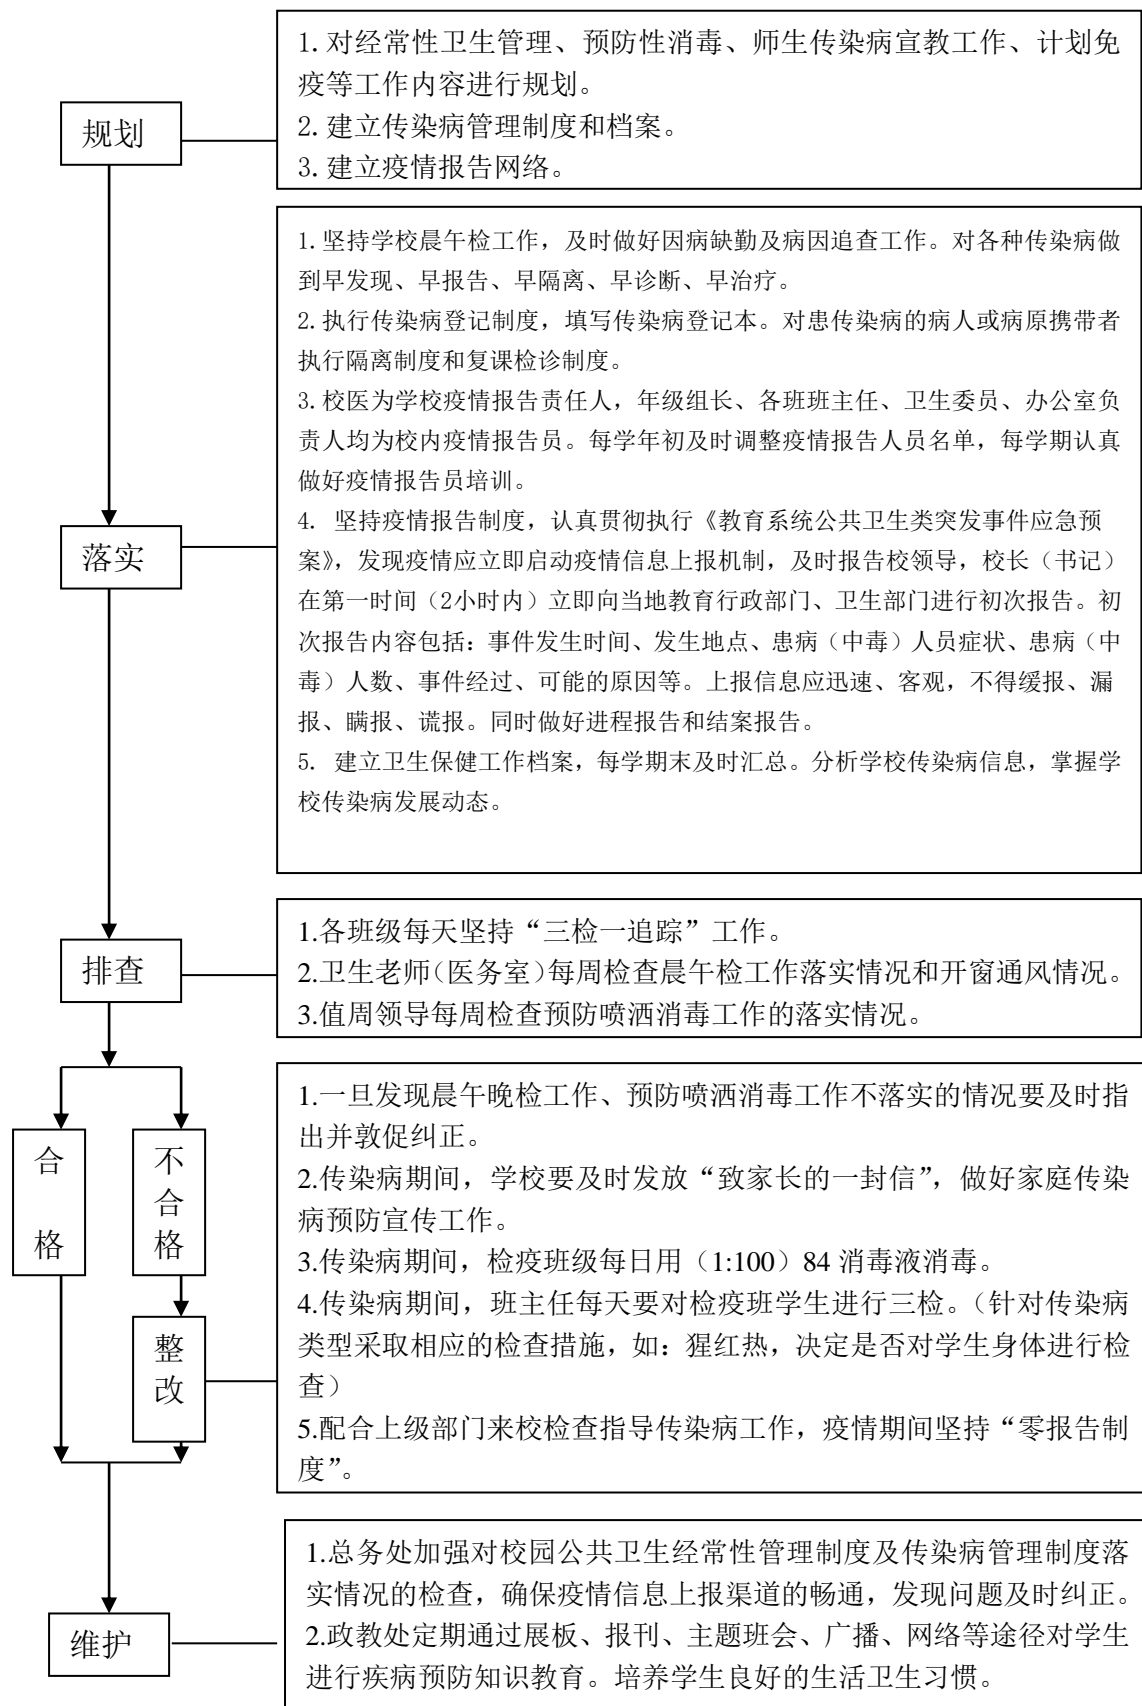 1. 对经常性卫生管理、预防性消毒、师生传染病宣教工作、计划免
疫等工作内容进行规划。
2. 建立传染病管理制度和档案。
3. 建立疫情报告网络。
规划
1. 坚持学校晨午检工作，及时做好因病缺勤及病因追查工作。对各种传染病做
到早发现、早报告、早隔离、早诊断、早治疗。
2. 执行传染病登记制度，填写传染病登记本。对患传染病的病人或病原携带者
执行隔离制度和复课检诊制度。
3. 校医为学校疫情报告责任人，年级组长、各班班主任、卫生委员、办公室负
责人均为校内疫情报告员。每学年初及时调整疫情报告人员名单，每学期认真
做好疫情报告员培训。
4. 坚持疫情报告制度，认真贯彻执行《教育系统公共卫生类突发事件应急预
案》，发现疫情应立即启动疫情信息上报机制，及时报告校领导，校长（书记）
在第一时间（2小时内）立即向当地教育行政部门、卫生部门进行初次报告。初
次报告内容包括：事件发生时间、发生地点、患病（中毒）人员症状、患病（中
毒）人数、事件经过、可能的原因等。上报信息应迅速、客观，不得缓报、漏
报、瞒报、谎报。同时做好进程报告和结案报告。
5. 建立卫生保健工作档案，每学期末及时汇总。分析学校传染病信息，掌握学
校传染病发展动态。
落实
1.各班级每天坚持“三检一追踪”工作。
2.卫生老师（医务室）每周检查晨午检工作落实情况和开窗通风情况。
3.值周领导每周检查预防喷洒消毒工作的落实情况。
排查
合格
不合格
整改
1.一旦发现晨午晚检工作、预防喷洒消毒工作不落实的情况要及时指
出并敦促纠正。
2.传染病期间，学校要及时发放“致家长的一封信”，做好家庭传染
病预防宣传工作。
3.传染病期间，检疫班级每日用（1:100）84 消毒液消毒。
4.传染病期间，班主任每天要对检疫班学生进行三检。（针对传染病
类型采取相应的检查措施，如：猩红热，决定是否对学生身体进行检
查）
5.配合上级部门来校检查指导传染病工作，疫情期间坚持“零报告制
度”。
1.总务处加强对校园公共卫生经常性管理制度及传染病管理制度落
实情况的检查，确保疫情信息上报渠道的畅通，发现问题及时纠正。
2.政教处定期通过展板、报刊、主题班会、广播、网络等途径对学生
进行疾病预防知识教育。培养学生良好的生活卫生习惯。
维护